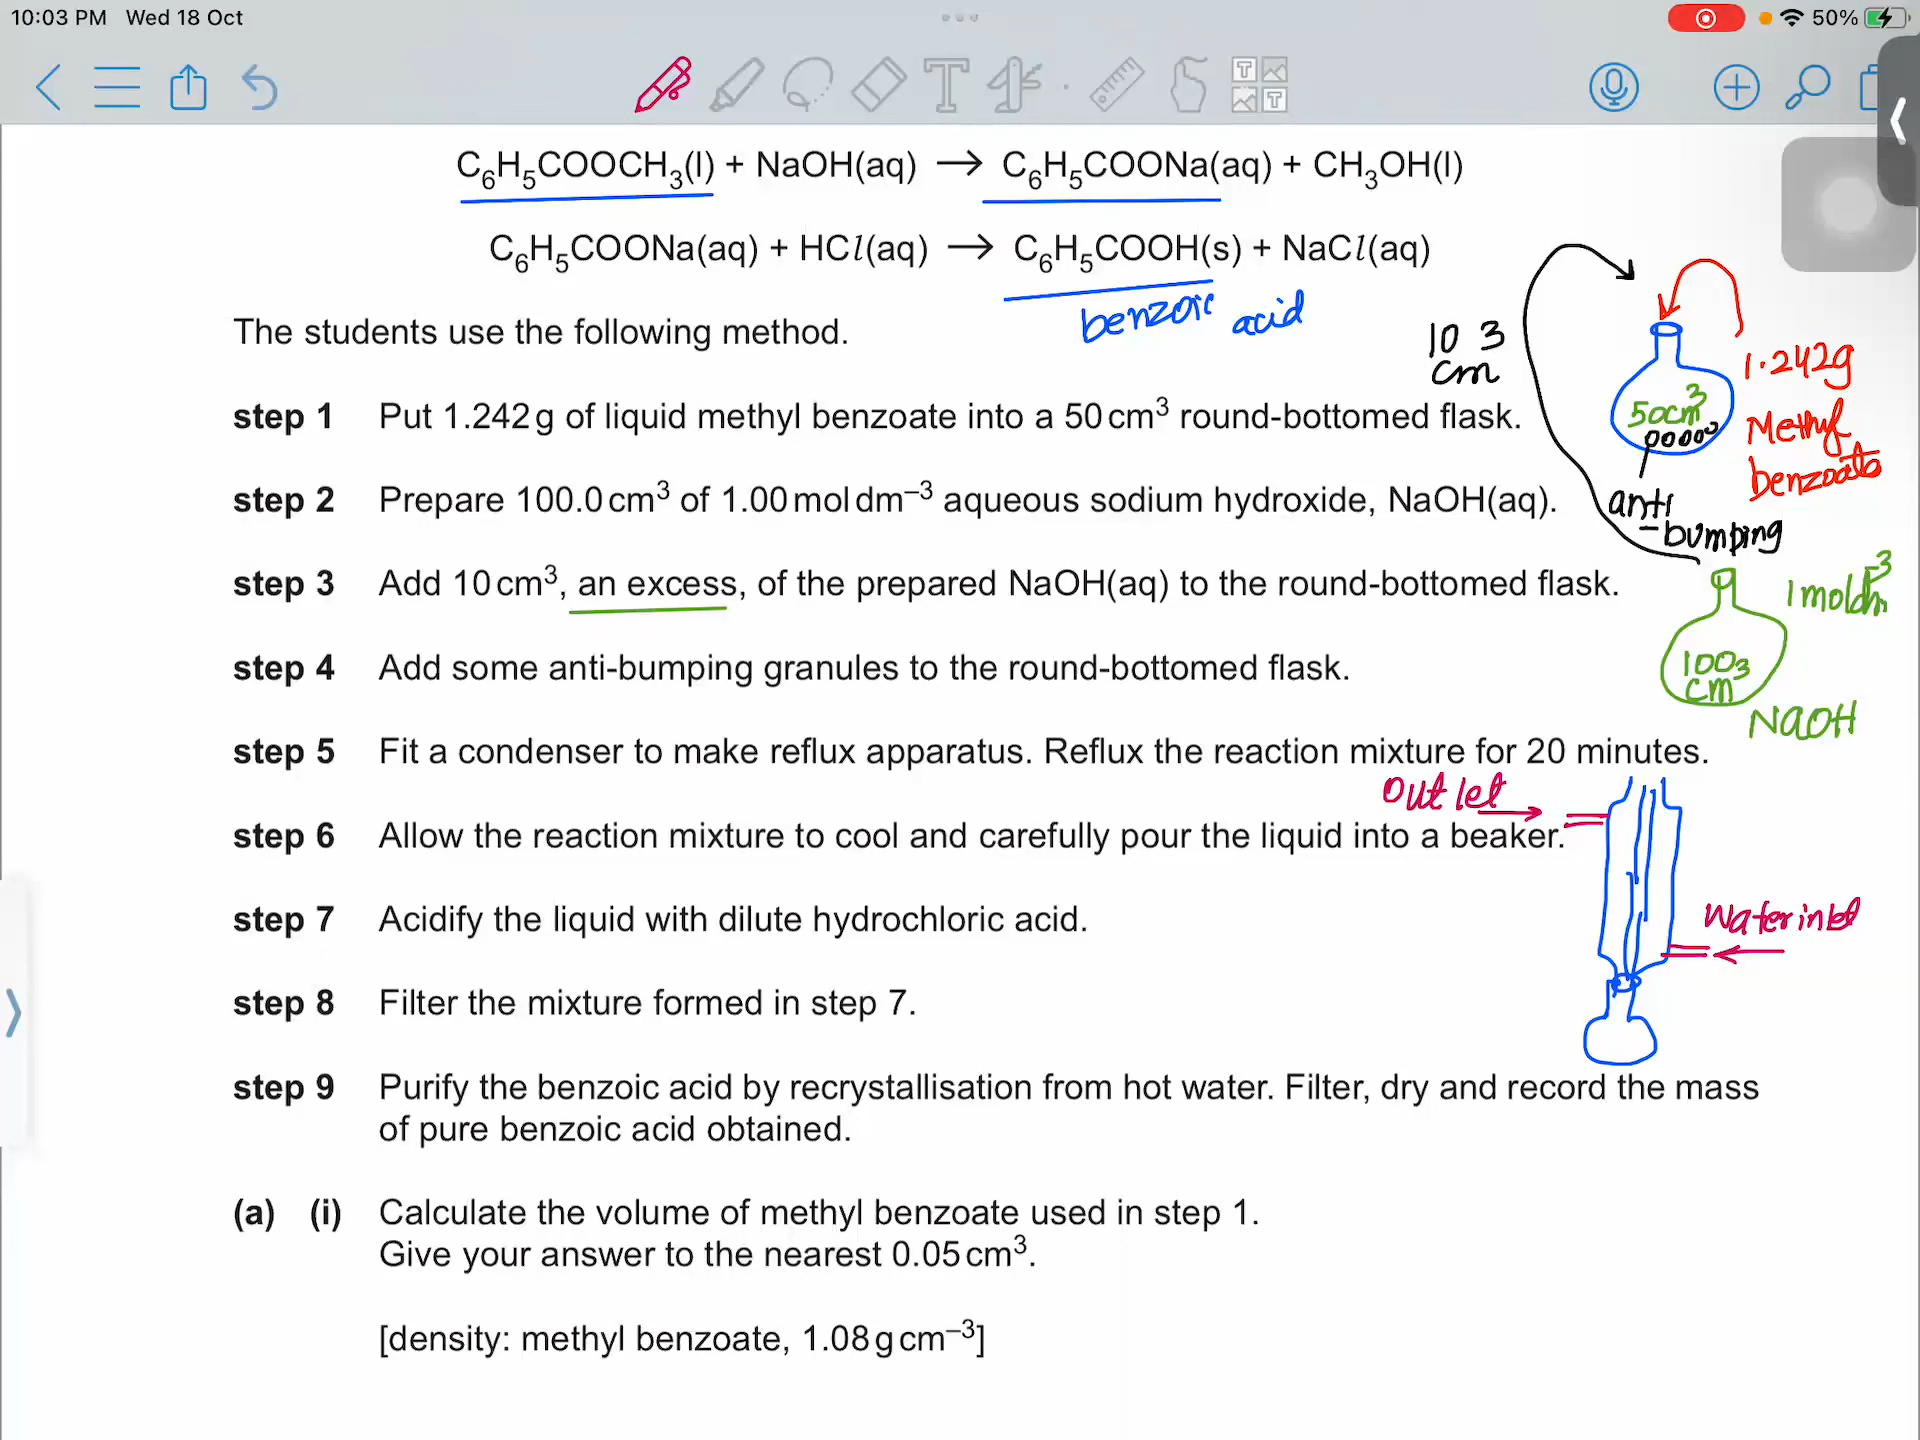 10:03 PM Wed 18 Oct
50%
C₆H₅COOCH₃(l) + NaOH(aq) → C₆H₅COONa(aq) + CH₃OH(l)
C₆H₅COONa(aq) + HCl(aq) → C₆H₅COOH(s) + NaCl(aq)
benzoic acid
The students use the following method.
10 cm³
1.242g
step 1 Put 1.242 g of liquid methyl benzoate into a 50 cm³ round-bottomed flask.
50cm³
Methyl
benzoate
step 2 Prepare 100.0 cm³ of 1.00 mol dm⁻³ aqueous sodium hydroxide, NaOH(aq).
anti
-bumping
step 3 Add 10 cm³, an excess, of the prepared NaOH(aq) to the round-bottomed flask.
1 moldm⁻³
step 4 Add some anti-bumping granules to the round-bottomed flask.
100 cm³
NaOH
step 5 Fit a condenser to make reflux apparatus. Reflux the reaction mixture for 20 minutes.
Outlet
step 6 Allow the reaction mixture to cool and carefully pour the liquid into a beaker.
step 7 Acidify the liquid with dilute hydrochloric acid.
Water inlet
step 8 Filter the mixture formed in step 7.
step 9 Purify the benzoic acid by recrystallisation from hot water. Filter, dry and record the mass
of pure benzoic acid obtained.
(a) (i) Calculate the volume of methyl benzoate used in step 1.
Give your answer to the nearest 0.05 cm³.
[density: methyl benzoate, 1.08 g cm⁻³]